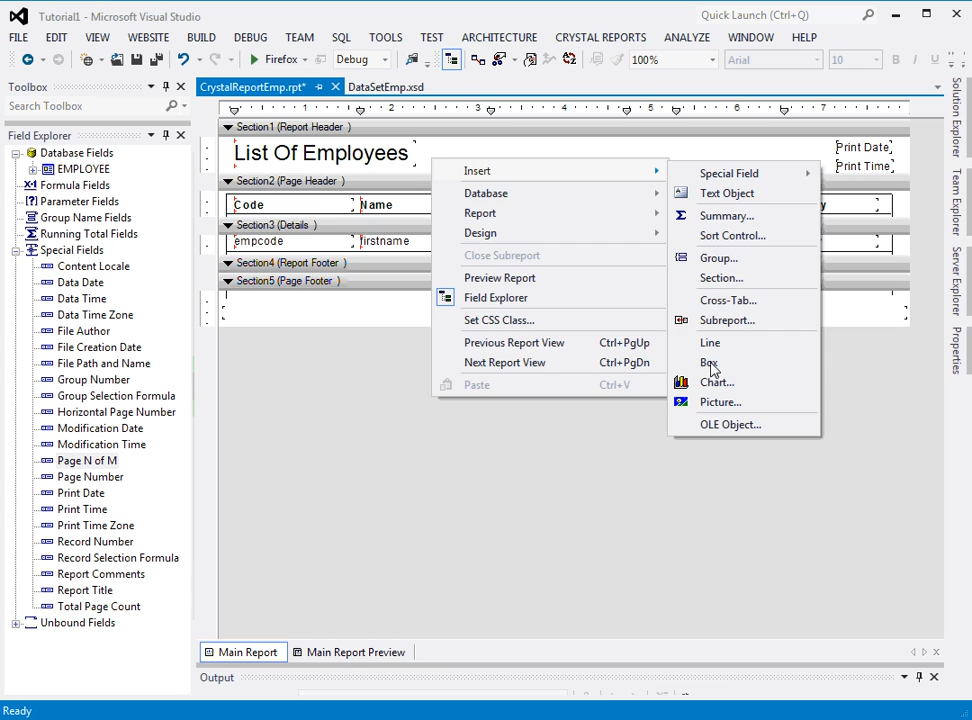 Tutorial1 - Microsoft Visual Studio
Quick Launch (Ctrl+Q)
FILE EDIT VIEW WEBSITE BUILD DEBUG TEAM SQL TOOLS TEST ARCHITECTURE CRYSTAL REPORTS ANALYZE WINDOW HELP
Firefox Debug 100% Arial 10 B I U
Toolbox
Search Toolbox
Field Explorer
Database Fields
EMPLOYEE
Formula Fields
Parameter Fields
Group Name Fields
Running Total Fields
Special Fields
Content Locale
Data Date
Data Time
Data Time Zone
File Author
File Creation Date
File Path and Name
Group Number
Group Selection Formula
Horizontal Page Number
Modification Date
Modification Time
Page N of M
Page Number
Print Date
Print Time
Print Time Zone
Record Number
Record Selection Formula
Report Comments
Report Title
Total Page Count
Unbound Fields
CrystalReportEmp.rpt*
DataSetEmp.xsd
1 2 3 4 5 6 7
Section1 (Report Header )
List Of Employees
Print Date
Print Time
Section2 (Page Header )
Code Name y
Section3 (Details )
empcode firstname
Section4 (Report Footer )
Section5 (Page Footer )
Insert
Database
Report
Design
Close Subreport
Preview Report
Field Explorer
Set CSS Class...
Previous Report View Ctrl+PgUp
Next Report View Ctrl+PgDn
Paste Ctrl+V
Special Field
Text Object
Summary...
Sort Control...
Group...
Section...
Cross-Tab...
Subreport...
Line
Box
Chart...
Picture...
OLE Object...
Solution Explorer
Team Explorer
Server Explorer
Properties
Main Report
Main Report Preview
Output
Ready